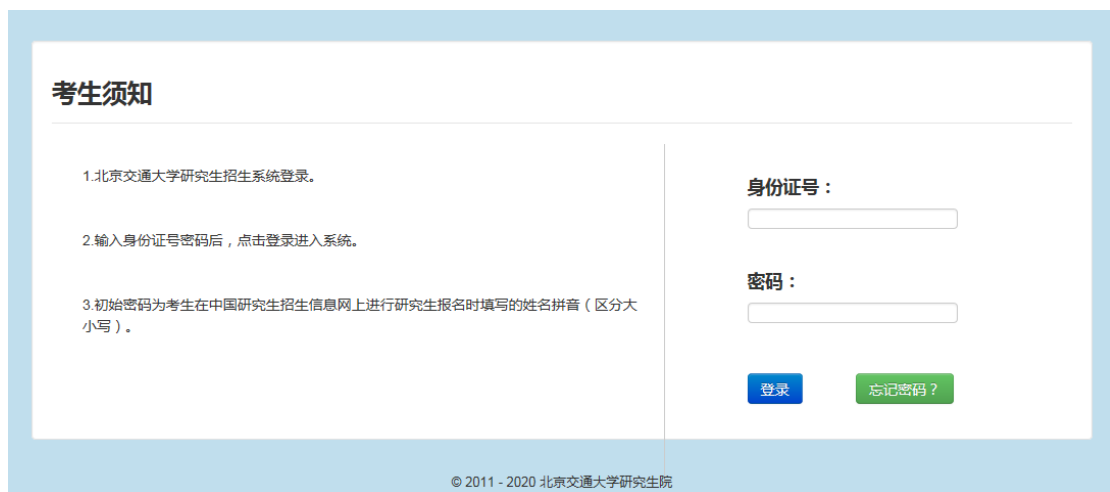 考生须知
1.北京交通大学研究生招生系统登录。
2.输入身份证号密码后，点击登录进入系统。
3.初始密码为考生在中国研究生招生信息网上进行研究生报名时填写的姓名拼音（区分大
小写）。
身份证号：
密码：
登录
忘记密码？
© 2011 - 2020 北京交通大学研究生院